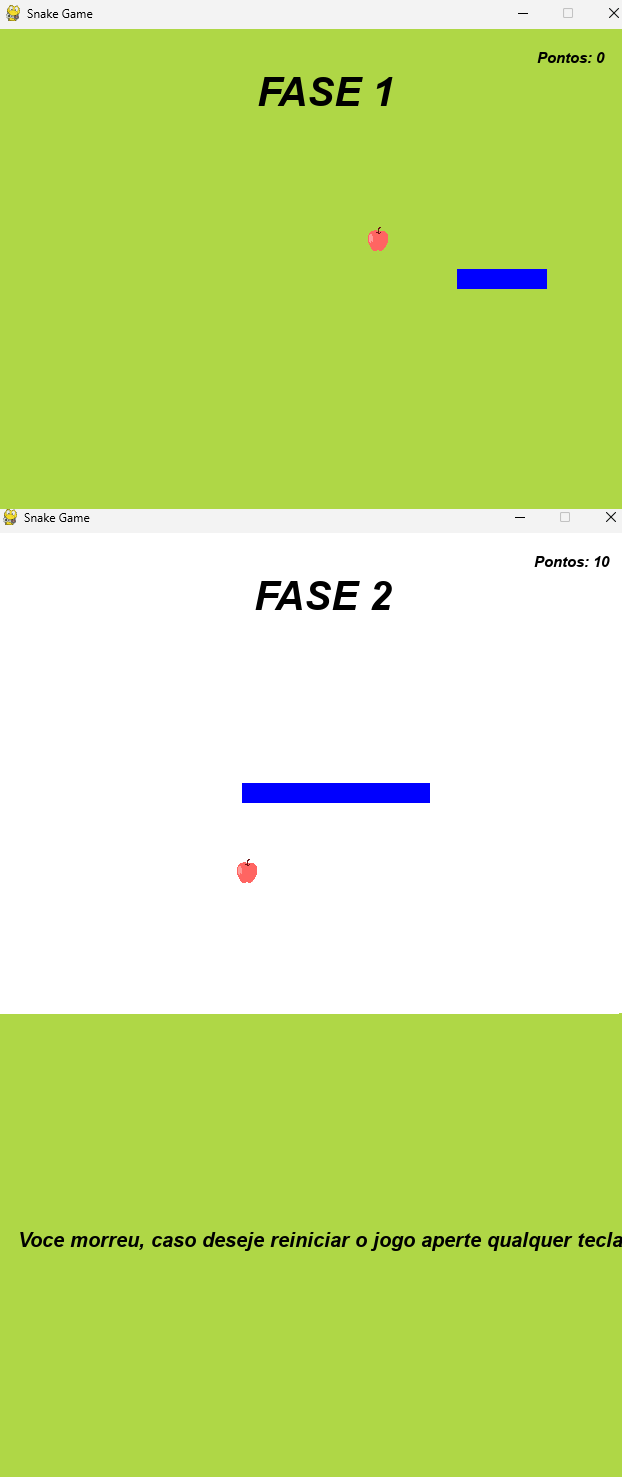 Snake Game
Pontos: 0
FASE 1
Snake Game
Pontos: 10
FASE 2
Voce morreu, caso deseje reiniciar o jogo aperte qualquer tecla